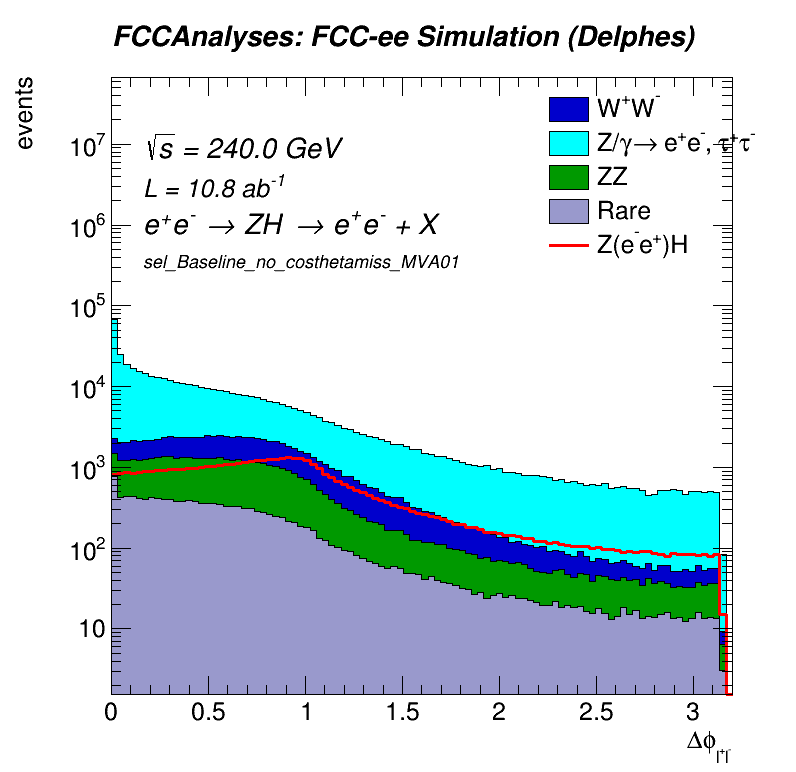 FCCAnalyses: FCC-ee Simulation (Delphes)
events
√s = 240.0 GeV
L = 10.8 ab⁻¹
e⁺e⁻ → ZH → e⁺e⁻ + X
sel_Baseline_no_costhetamiss_MVA01
W⁺W⁻
Z/γ→ e⁺e⁻, τ⁺τ⁻
ZZ
Rare
Z(e⁻e⁺)H
10⁷
10⁶
10⁵
10⁴
10³
10²
10
0 0.5 1 1.5 2 2.5 3
Δϕ_l⁺l⁻